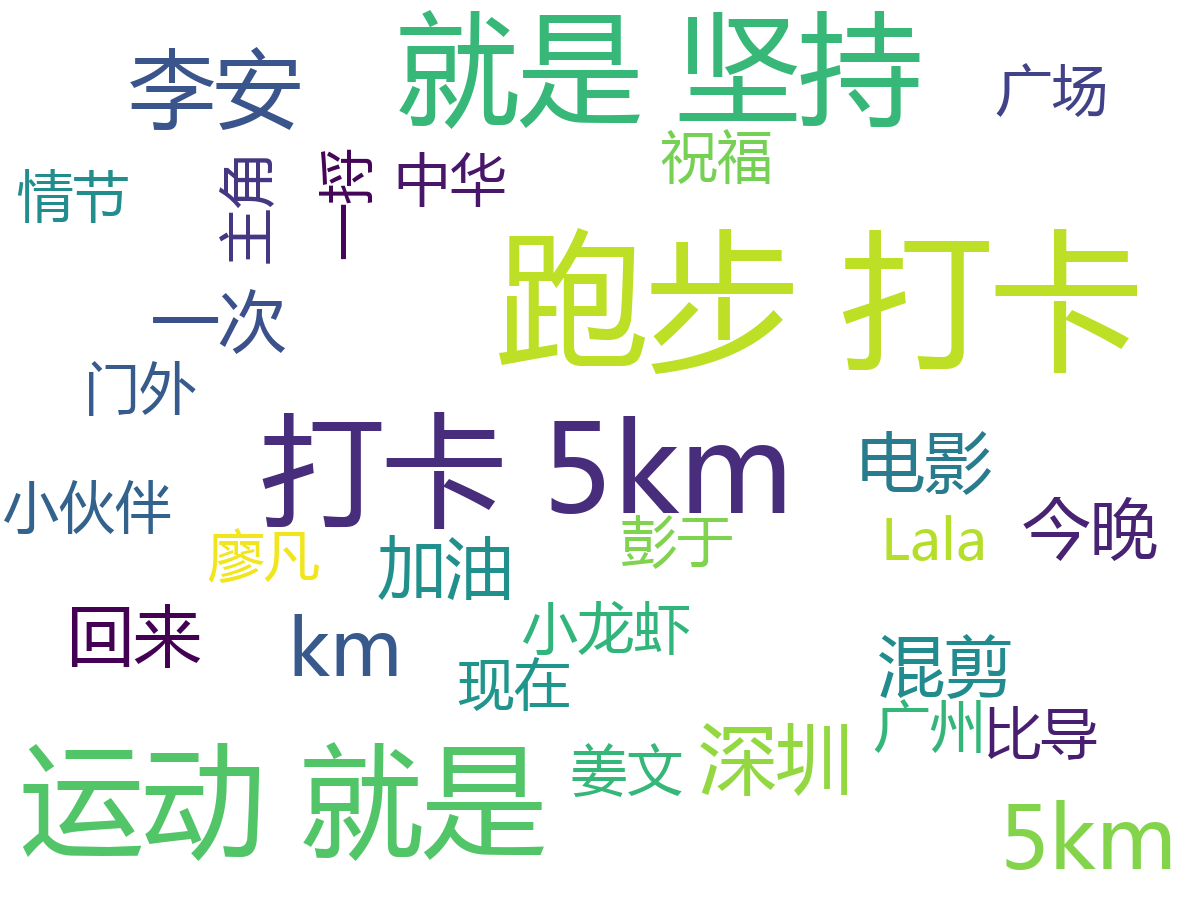 就是 坚持
李安
广场
祝福
情节
主角
一捋
中华
跑步 打卡
一次
门外
打卡 5km
电影
小伙伴
今晚
Lala
彭于
廖凡
加油
回来
km
小龙虾
现在
混剪
广州
比导
深圳
姜文
运动 就是
5km